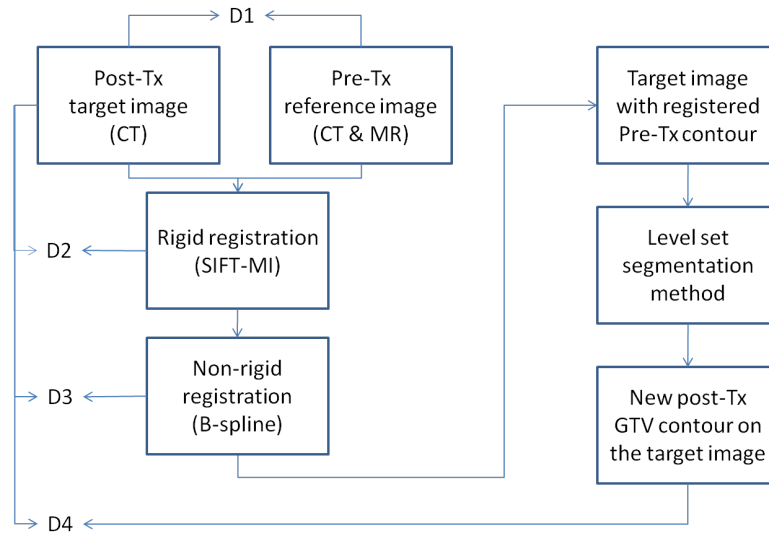 D1
Post-Tx
target image
(CT)
Pre-Tx
reference image
(CT & MR)
Target image
with registered
Pre-Tx contour
Rigid registration
(SIFT-MI)
D2
Level set
segmentation
method
Non-rigid
registration
(B-spline)
D3
New post-Tx
GTV contour on
the target image
D4